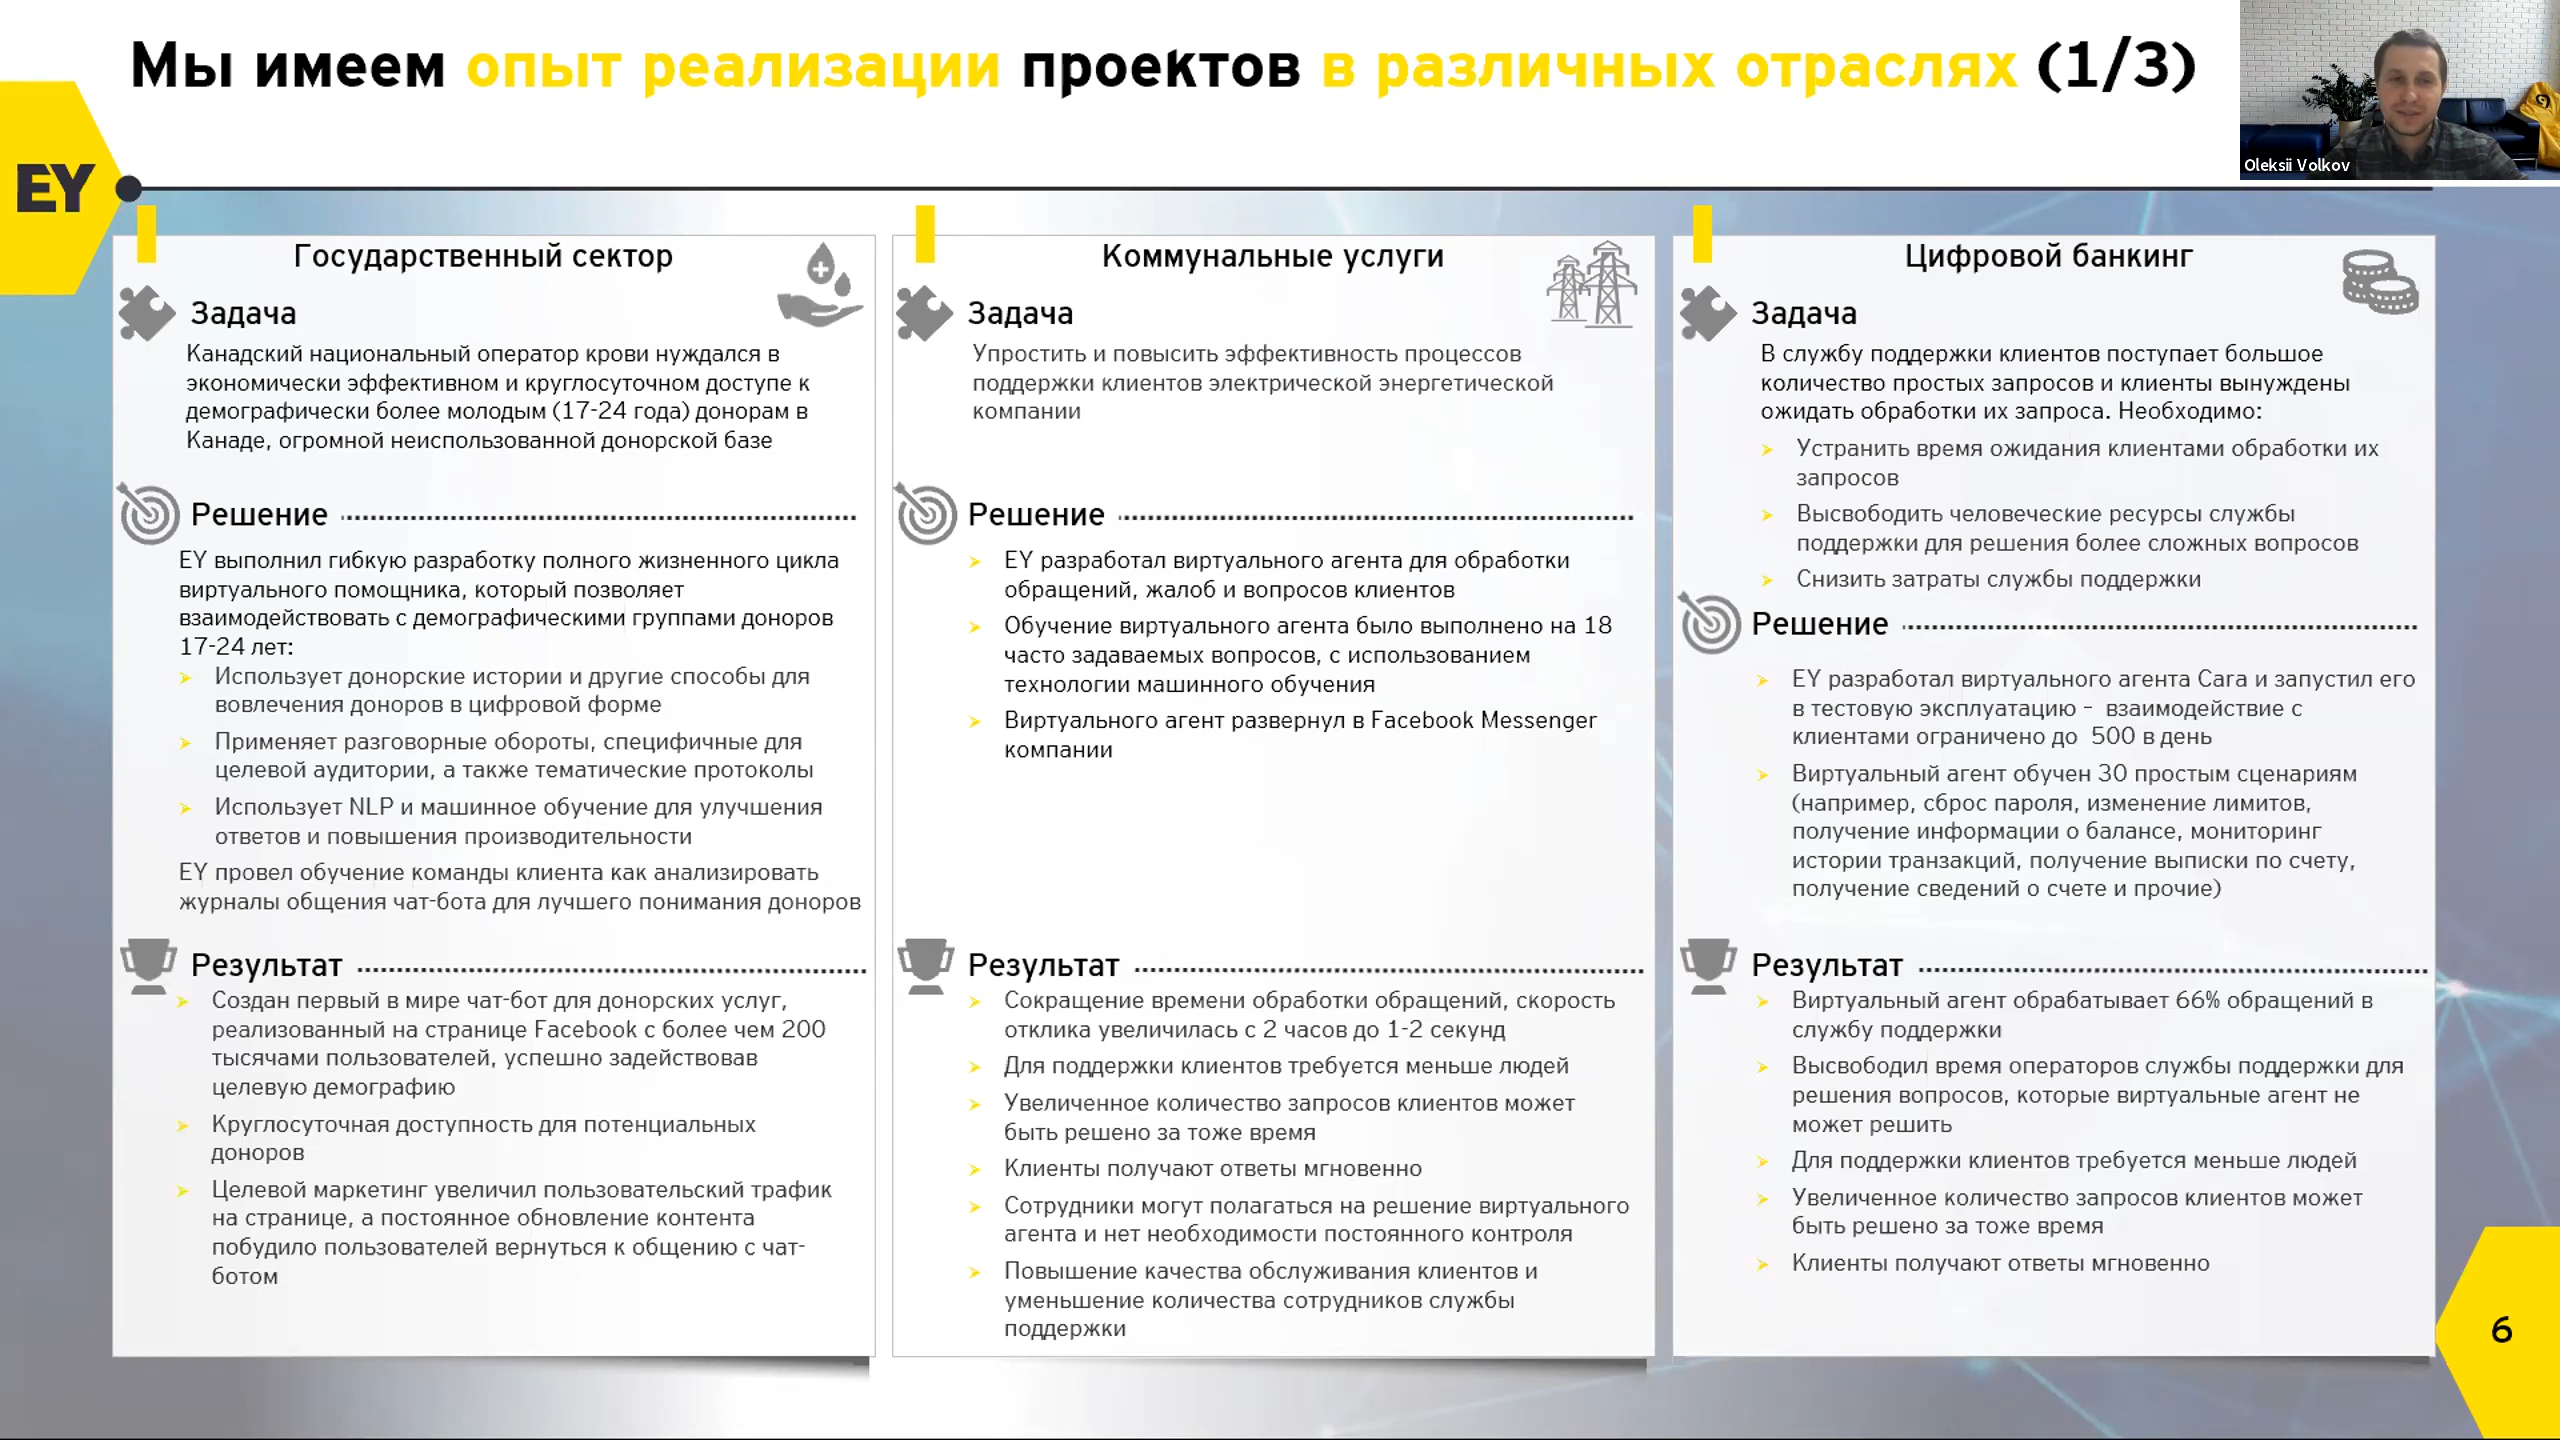 Мы имеем опыт реализации проектов в различных отраслях (1/3)
Oleksii Volkov
EY
Государственный сектор
Задача
Канадский национальный оператор крови нуждался в
экономически эффективном и круглосуточном доступе к
демографически более молодым (17-24 года) донорам в
Канаде, огромной неиспользованной донорской базе
Решение
EY выполнил гибкую разработку полного жизненного цикла
виртуального помощника, который позволяет
взаимодействовать с демографическими группами доноров
17-24 лет:
Использует донорские истории и другие способы для
вовлечения доноров в цифровой форме
Применяет разговорные обороты, специфичные для
целевой аудитории, а также тематические протоколы
Использует NLP и машинное обучение для улучшения
ответов и повышения производительности
EY провел обучение команды клиента как анализировать
журналы общения чат-бота для лучшего понимания доноров
Результат
Создан первый в мире чат-бот для донорских услуг,
реализованный на странице Facebook с более чем 200
тысячами пользователей, успешно задействовав
целевую демографию
Круглосуточная доступность для потенциальных
доноров
Целевой маркетинг увеличил пользовательский трафик
на странице, а постоянное обновление контента
побудило пользователей вернуться к общению с чат-
ботом
Коммунальные услуги
Задача
Упростить и повысить эффективность процессов
поддержки клиентов электрической энергетической
компании
Решение
EY разработал виртуального агента для обработки
обращений, жалоб и вопросов клиентов
Обучение виртуального агента было выполнено на 18
часто задаваемых вопросов, с использованием
технологии машинного обучения
Виртуального агент развернул в Facebook Messenger
компании
Результат
Сокращение времени обработки обращений, скорость
отклика увеличилась с 2 часов до 1-2 секунд
Для поддержки клиентов требуется меньше людей
Увеличенное количество запросов клиентов может
быть решено за тоже время
Клиенты получают ответы мгновенно
Сотрудники могут полагаться на решение виртуального
агента и нет необходимости постоянного контроля
Повышение качества обслуживания клиентов и
уменьшение количества сотрудников службы
поддержки
Цифровой банкинг
Задача
В службу поддержки клиентов поступает большое
количество простых запросов и клиенты вынуждены
ожидать обработки их запроса. Необходимо:
Устранить время ожидания клиентами обработки их
запросов
Высвободить человеческие ресурсы службы
поддержки для решения более сложных вопросов
Снизить затраты службы поддержки
Решение
EY разработал виртуального агента Cara и запустил его
в тестовую эксплуатацию – взаимодействие с
клиентами ограничено до 500 в день
Виртуальный агент обучен 30 простым сценариям
(например, сброс пароля, изменение лимитов,
получение информации о балансе, мониторинг
истории транзакций, получение выписки по счету,
получение сведений о счете и прочие)
Результат
Виртуальный агент обрабатывает 66% обращений в
службу поддержки
Высвободил время операторов службы поддержки для
решения вопросов, которые виртуальные агент не
может решить
Для поддержки клиентов требуется меньше людей
Увеличенное количество запросов клиентов может
быть решено за тоже время
Клиенты получают ответы мгновенно
6